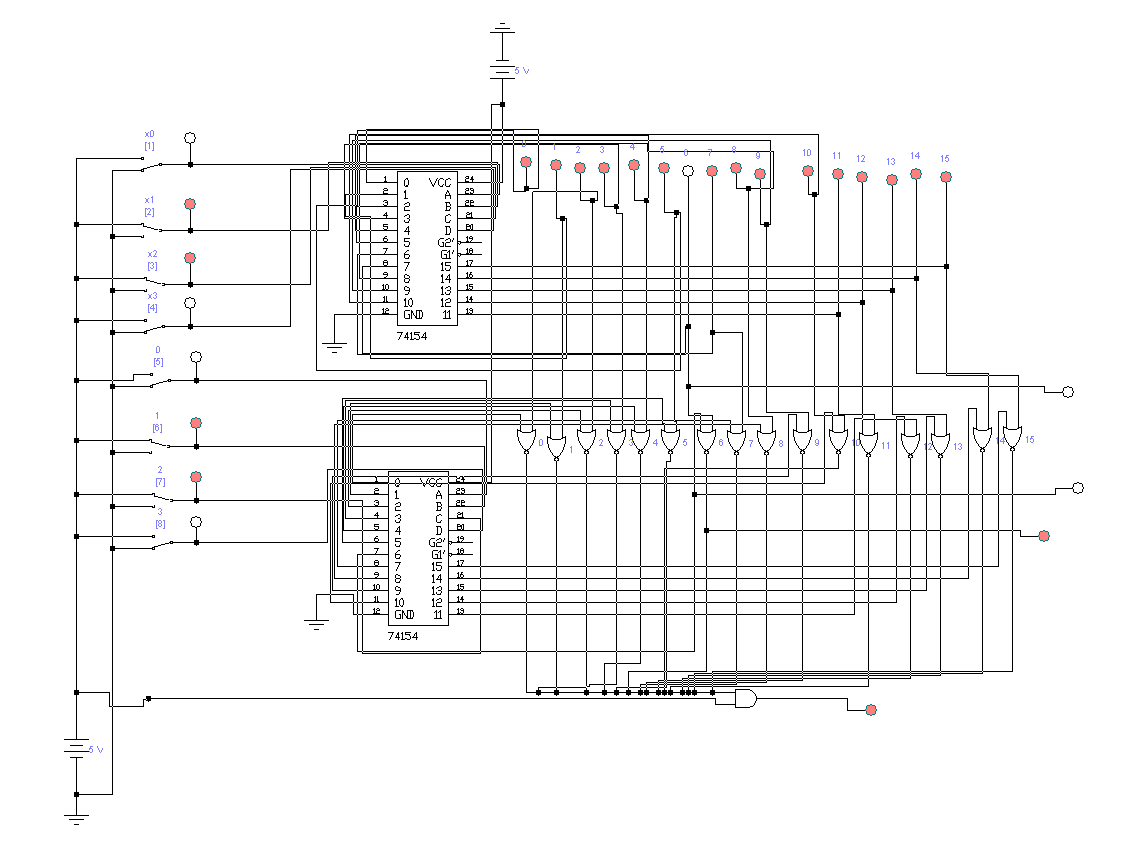 5 V
x0
[1]
x1
[2]
x2
[3]
x3
[4]
0
[5]
1
[6]
2
[7]
3
[8]
5 V
1 0 VCC 24
2 1 A 23
3 2 B 22
4 3 C 21
5 4 D 20
6 5 G2' 19
7 6 G1' 18
8 7 15 17
9 8 14 16
10 9 13 15
11 10 12 14
12 GND 11 13
74154
1 0 VCC 24
2 1 A 23
3 2 B 22
4 3 C 21
5 4 D 20
6 5 G2' 19
7 6 G1' 18
8 7 15 17
9 8 14 16
10 9 13 15
11 10 12 14
12 GND 11 13
74154
1 2 3 4 5 6 7 8 9 10 11 12 13 14 15
0 1 2 3 4 5 6 7 8 9 10 11 12 13 14 15